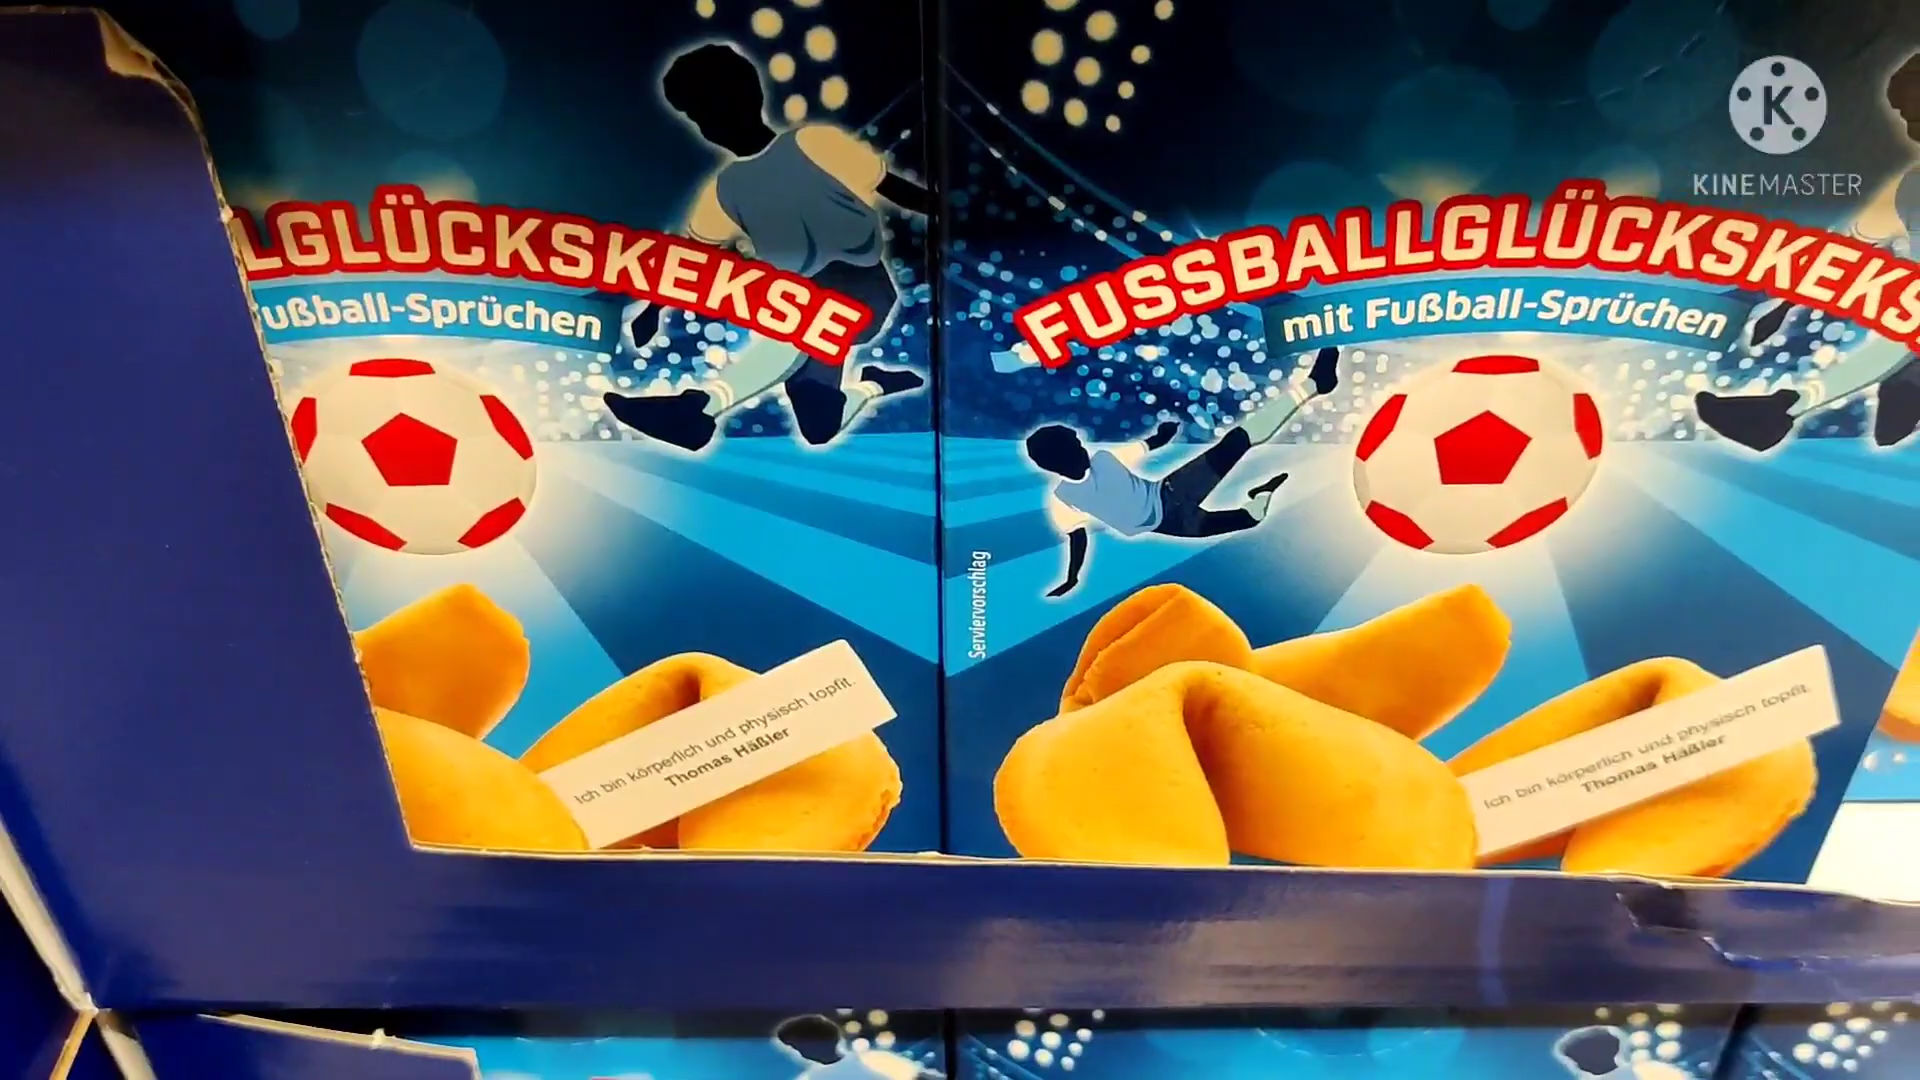 LGLÜCKSKEKSE
Fußball-Sprüchen
Ich bin körperlich und physisch topfit.
Thomas Häßler
FUSSBALLGLÜCKSKEKS
mit Fußball-Sprüchen
Serviervorschlag
Ich bin körperlich und physisch topfit.
Thomas Häßler
K
KINEMASTER